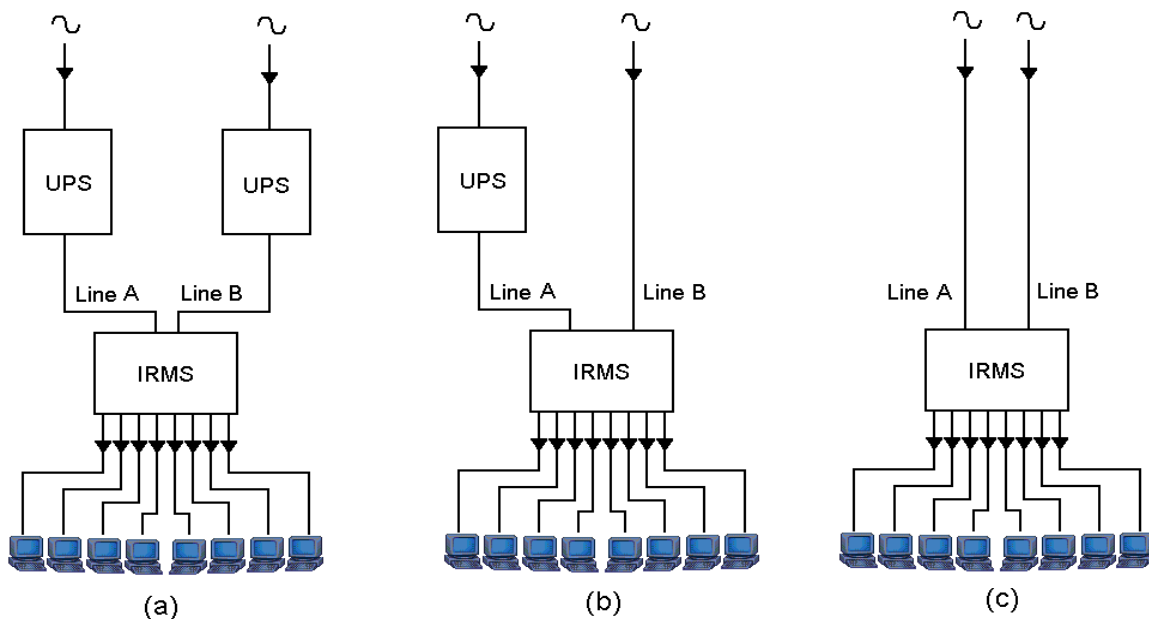 UPS
UPS
Line A
Line B
IRMS
(a)
UPS
Line A
Line B
IRMS
(b)
Line A
Line B
IRMS
(c)